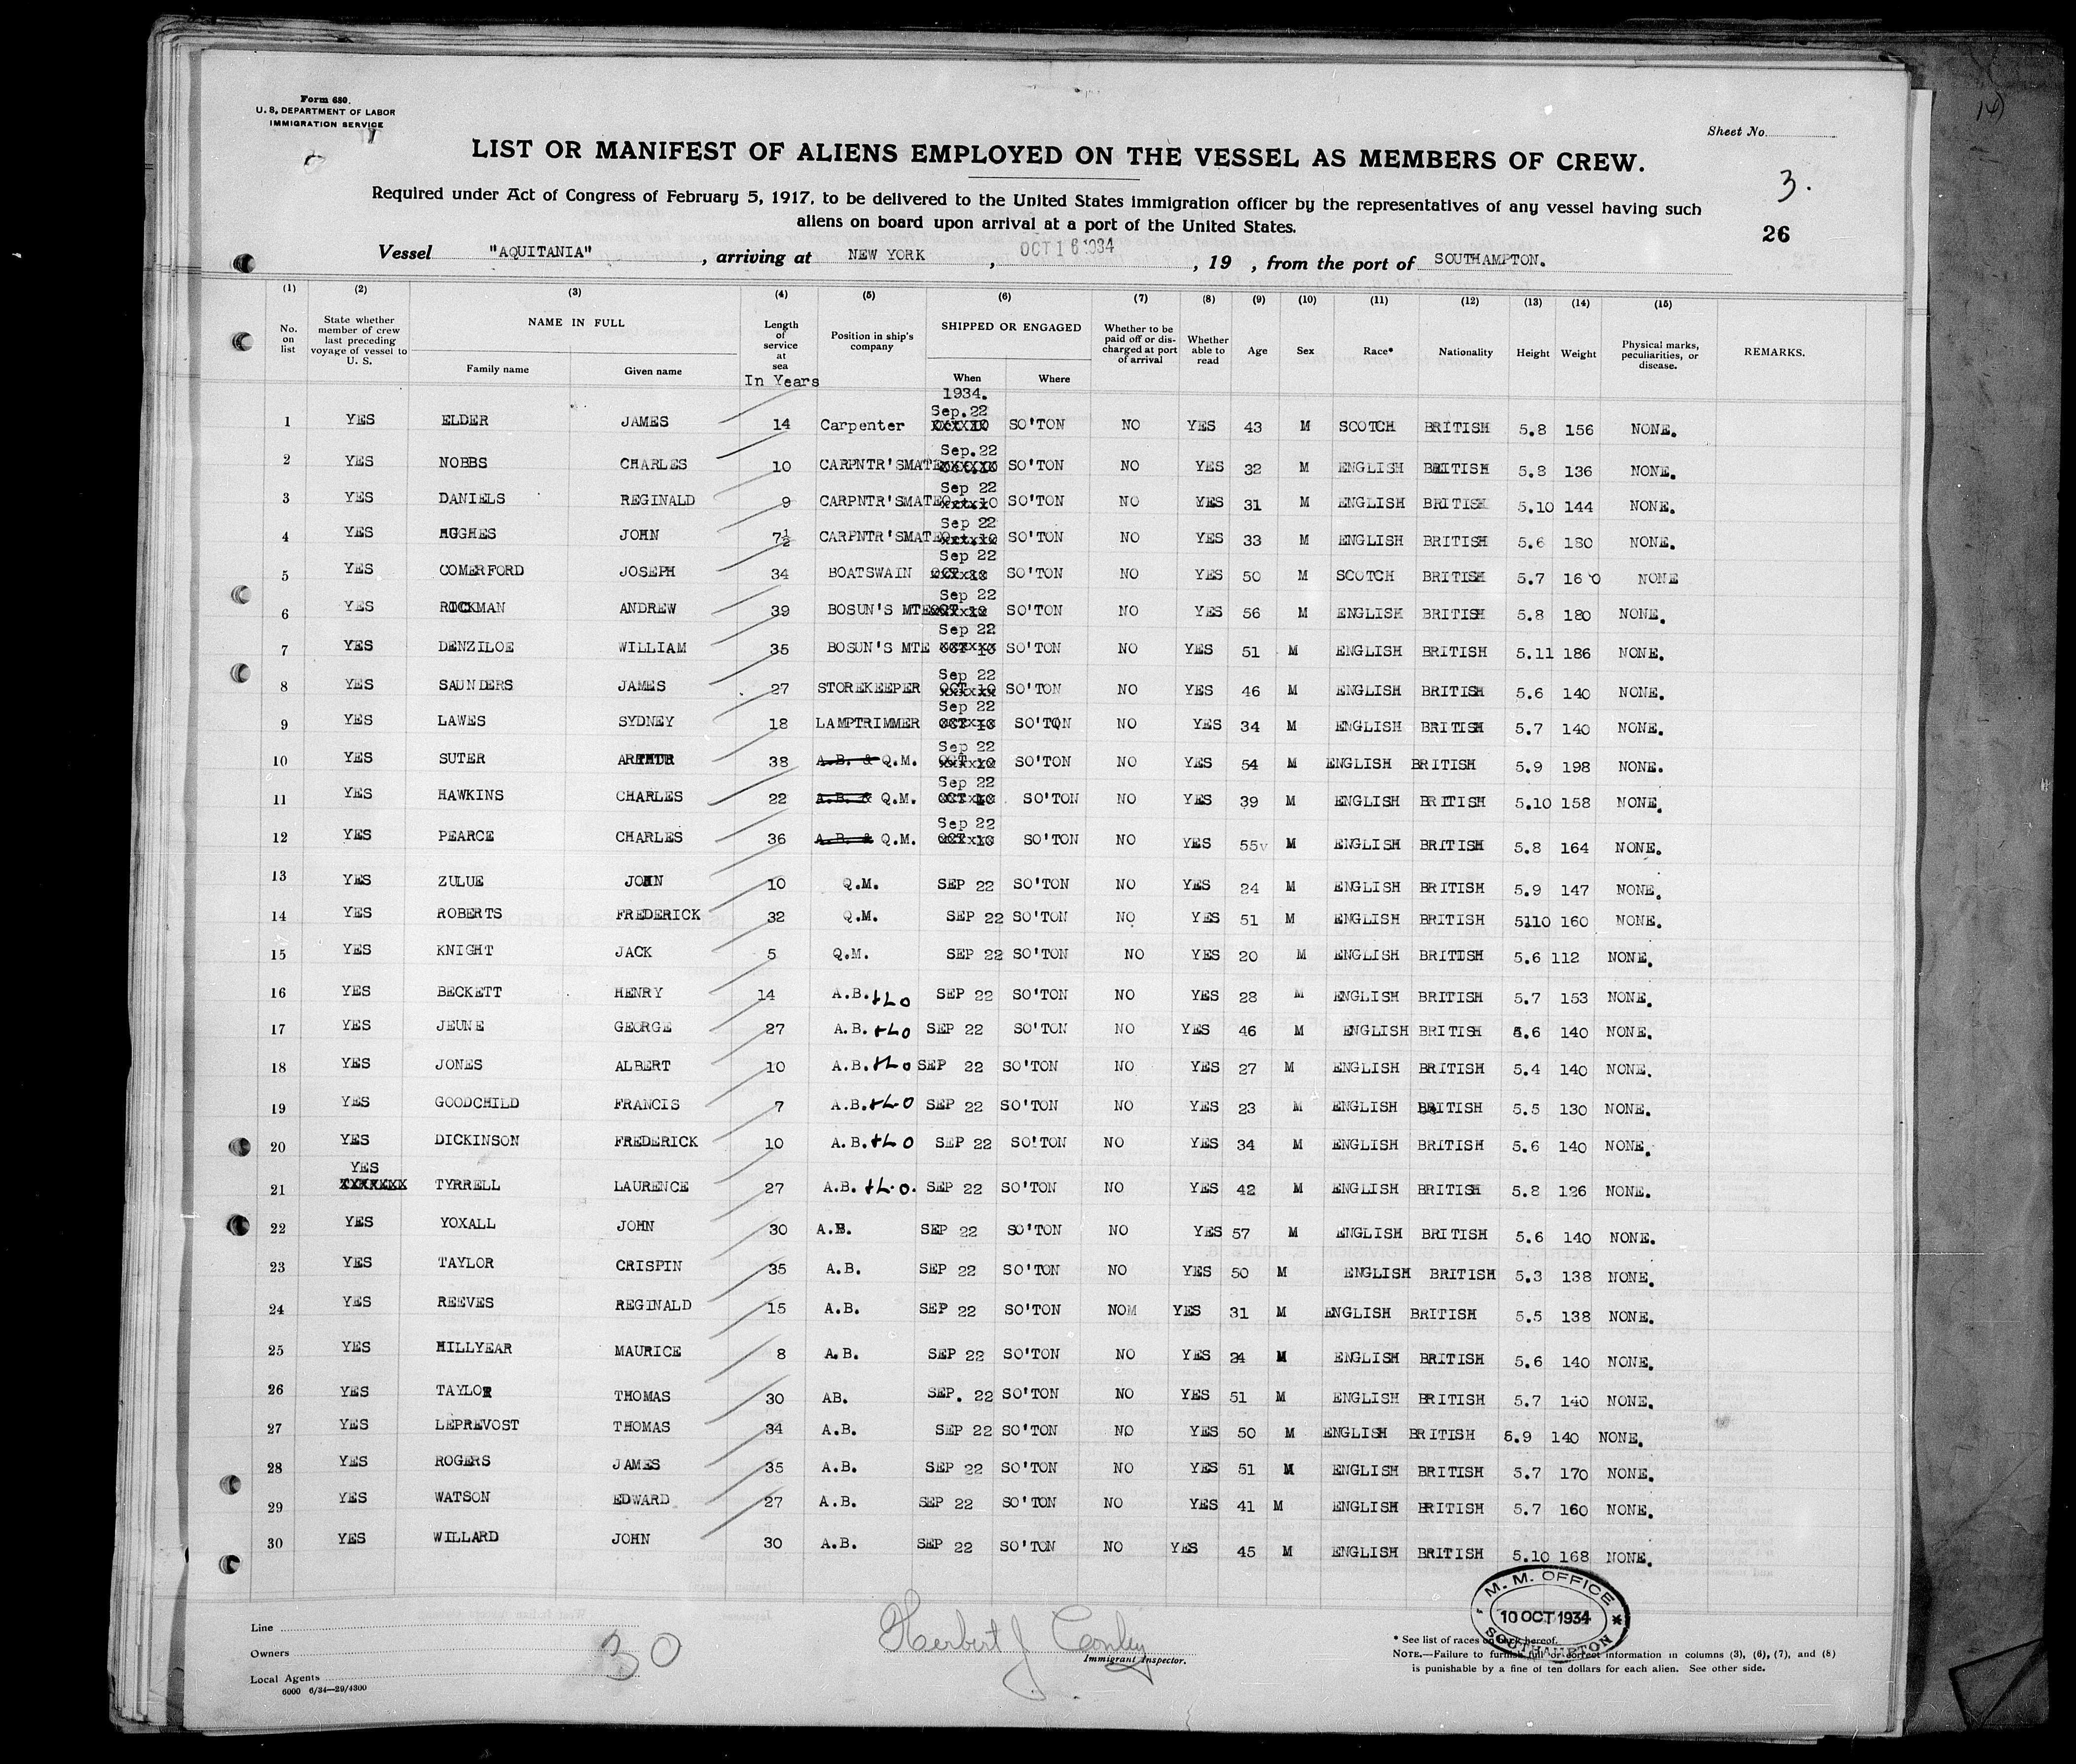 Form 680.
U. S. DEPARTMENT OF LABOR
IMMIGRATION SERVICE
14)
Sheet No.
LIST OR MANIFEST OF ALIENS EMPLOYED ON THE VESSEL AS MEMBERS OF CREW.
3.
Required under Act of Congress of February 5, 1917, to be delivered to the United States immigration officer by the representatives of any vessel having such
aliens on board upon arrival at a port of the United States.
26
Vessel "AQUITANIA" , arriving at NEW YORK , OCT 16 1934 , 19 , from the port of SOUTHAMPTON.
(1) (2) (3) (4) (5) (6) (7) (8) (9) (10) (11) (12) (13) (14) (15)
No. on list State whether member of crew last preceding voyage of vessel to U. S. NAME IN FULL Family name Given name Length of service at sea In Years Position in ship's company SHIPPED OR ENGAGED When Where Whether to be paid off or discharged at port of arrival Whether able to read Age Sex Race* Nationality Height Weight Physical marks, peculiarities, or disease. REMARKS.
1934.
1 YES ELDER JAMES 14 Carpenter Sep.22 SO'TON NO YES 43 M SCOTCH BRITISH 5.8 156 NONE.
2 YES NOBBS CHARLES 10 CARPNTR'SMATE Sep.22 SO'TON NO YES 32 M ENGLISH BRITISH 5.8 136 NONE.
3 YES DANIELS REGINALD 9 CARPNTR'SMATE Sep 22 SO'TON NO YES 31 M ENGLISH BRITISH 5.10 144 NONE.
4 YES HUGHES JOHN 7½ CARPNTR'SMATE Sep 22 SO'TON NO YES 33 M ENGLISH BRITISH 5.6 180 NONE.
5 YES COMERFORD JOSEPH 34 BOATSWAIN Sep 22 SO'TON NO YES 50 M SCOTCH BRITISH 5.7 160 NONE
6 YES RICKMAN ANDREW 39 BOSUN'S MTE Sep 22 SO'TON NO YES 56 M ENGLISH BRITISH 5.8 180 NONE.
7 YES DENZILOE WILLIAM 35 BOSUN'S MTE Sep 22 SO'TON NO YES 51 M ENGLISH BRITISH 5.11 186 NONE.
8 YES SAUNDERS JAMES 27 STOREKEEPER Sep 22 SO'TON NO YES 46 M ENGLISH BRITISH 5.6 140 NONE.
9 YES LAWES SYDNEY 18 LAMPTRIMMER Sep 22 SO'TON NO YES 34 M ENGLISH BRITISH 5.7 140 NONE.
10 YES SUTER ARTHUR 38 A.B. & Q.M. Sep 22 SO'TON NO YES 54 M ENGLISH BRITISH 5.9 198 NONE.
11 YES HAWKINS CHARLES 22 A.B. & Q.M. Sep 22 SO'TON NO YES 39 M ENGLISH BRITISH 5.10 158 NONE.
12 YES PEARCE CHARLES 36 A.B. & Q.M. Sep 22 SO'TON NO YES 55v M ENGLISH BRITISH 5.8 164 NONE.
13 YES ZULUE JOHN 10 Q.M. SEP 22 SO'TON NO YES 24 M ENGLISH BRITISH 5.9 147 NONE.
14 YES ROBERTS FREDERICK 32 Q.M. SEP 22 SO'TON NO YES 51 M ENGLISH BRITISH 5110 160 NONE.
15 YES KNIGHT JACK 5 Q.M. SEP 22 SO'TON NO YES 20 M ENGLISH BRITISH 5.6 112 NONE.
16 YES BECKETT HENRY 14 A.B. + L O SEP 22 SO'TON NO YES 28 M ENGLISH BRITISH 5.7 153 NONE.
17 YES JEUNE GEORGE 27 A.B. + L O SEP 22 SO'TON NO YES 46 M ENGLISH BRITISH 5.6 140 NONE.
18 YES JONES ALBERT 10 A.B. + L O SEP 22 SO'TON NO YES 27 M ENGLISH BRITISH 5.4 140 NONE.
19 YES GOODCHILD FRANCIS 7 A.B. + L O SEP 22 SO'TON NO YES 23 M ENGLISH BRITISH 5.5 130 NONE.
20 YES DICKINSON FREDERICK 10 A.B. + L O SEP 22 SO'TON NO YES 34 M ENGLISH BRITISH 5.6 140 NONE.
21 YES XXXXXXX TYRRELL LAURENCE 27 A.B. + L.O. SEP 22 SO'TON NO YES 42 M ENGLISH BRITISH 5.8 126 NONE.
22 YES YOXALL JOHN 30 A.B. SEP 22 SO'TON NO YES 57 M ENGLISH BRITISH 5.6 140 NONE.
23 YES TAYLOR CRISPIN 35 A.B. SEP 22 SO'TON NO YES 50 M ENGLISH BRITISH 5.3 138 NONE.
24 YES REEVES REGINALD 15 A.B. SEP 22 SO'TON NOM YES 31 M ENGLISH BRITISH 5.5 138 NONE.
25 YES HILLYEAR MAURICE 8 A.B. SEP 22 SO'TON NO YES 24 M ENGLISH BRITISH 5.6 140 NONE.
26 YES TAYLOR THOMAS 30 AB. SEP. 22 SO'TON NO YES 51 M ENGLISH BRITISH 5.7 140 NONE.
27 YES LEPREVOST THOMAS 34 A.B. SEP 22 SO'TON NO YES 50 M ENGLISH BRITISH 5.9 140 NONE.
28 YES ROGERS JAMES 35 A.B. SEP 22 SO'TON NO YES 51 M ENGLISH BRITISH 5.7 170 NONE.
29 YES WATSON EDWARD 27 A.B. SEP 22 SO'TON NO YES 41 M ENGLISH BRITISH 5.7 160 NONE.
30 YES WILLARD JOHN 30 A.B. SEP 22 SO'TON NO YES 45 M ENGLISH BRITISH 5.10 168 NONE.
M. M. OFFICE
10 OCT 1934
SOUTHAMPTON
Line
Owners
Local Agents
6000 6/34—29/4300
30
Herbert J Conley
Immigrant Inspector.
* See list of races on back hereof.
NOTE.—Failure to furnish full or correct information in columns (3), (6), (7), and (8)
is punishable by a fine of ten dollars for each alien. See other side.